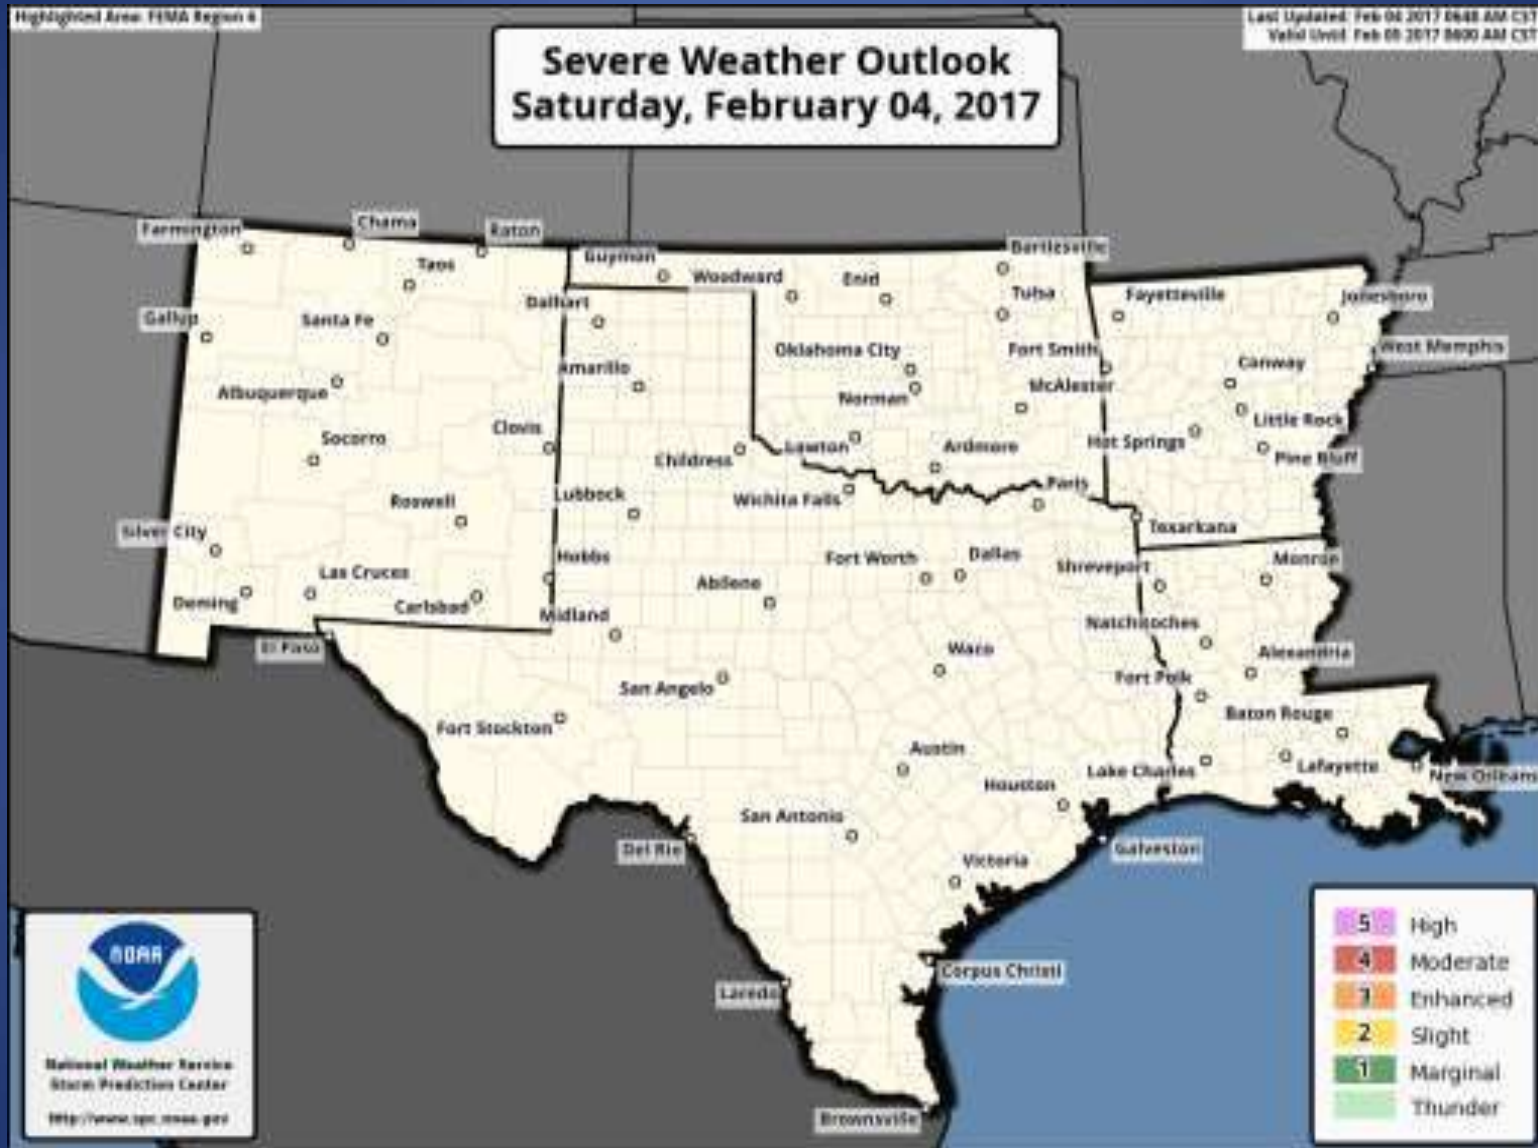 Highlighted Area: FEMA Region 6
Last Updated: Feb 04 2017 0648 AM CST
Valid Until: Feb 05 2017 0600 AM CST
Severe Weather Outlook
Saturday, February 04, 2017
Farmington
Chama
Raton
Taos
Guymon
Woodward
Enid
Bartlesville
Tulsa
Fayetteville
Jonesboro
Gallup
Santa Fe
Dalhart
Oklahoma City
Fort Smith
West Memphis
Albuquerque
Amarillo
Norman
McAlester
Conway
Little Rock
Socorro
Clovis
Childress
Lawton
Ardmore
Hot Springs
Pine Bluff
Roswell
Lubbock
Wichita Falls
Paris
Texarkana
Silver City
Las Cruces
Hobbs
Abilene
Fort Worth
Dallas
Shreveport
Monroe
Deming
Carlsbad
Midland
Natchitoches
El Paso
San Angelo
Waco
Fort Polk
Alexandria
Fort Stockton
Austin
Baton Rouge
Houston
Lake Charles
Lafayette
New Orleans
San Antonio
Del Rio
Victoria
Galveston
Corpus Christi
Laredo
Brownsville
NOAA
National Weather Service
Storm Prediction Center
http://www.spc.noaa.gov
5 High
4 Moderate
3 Enhanced
2 Slight
1 Marginal
Thunder